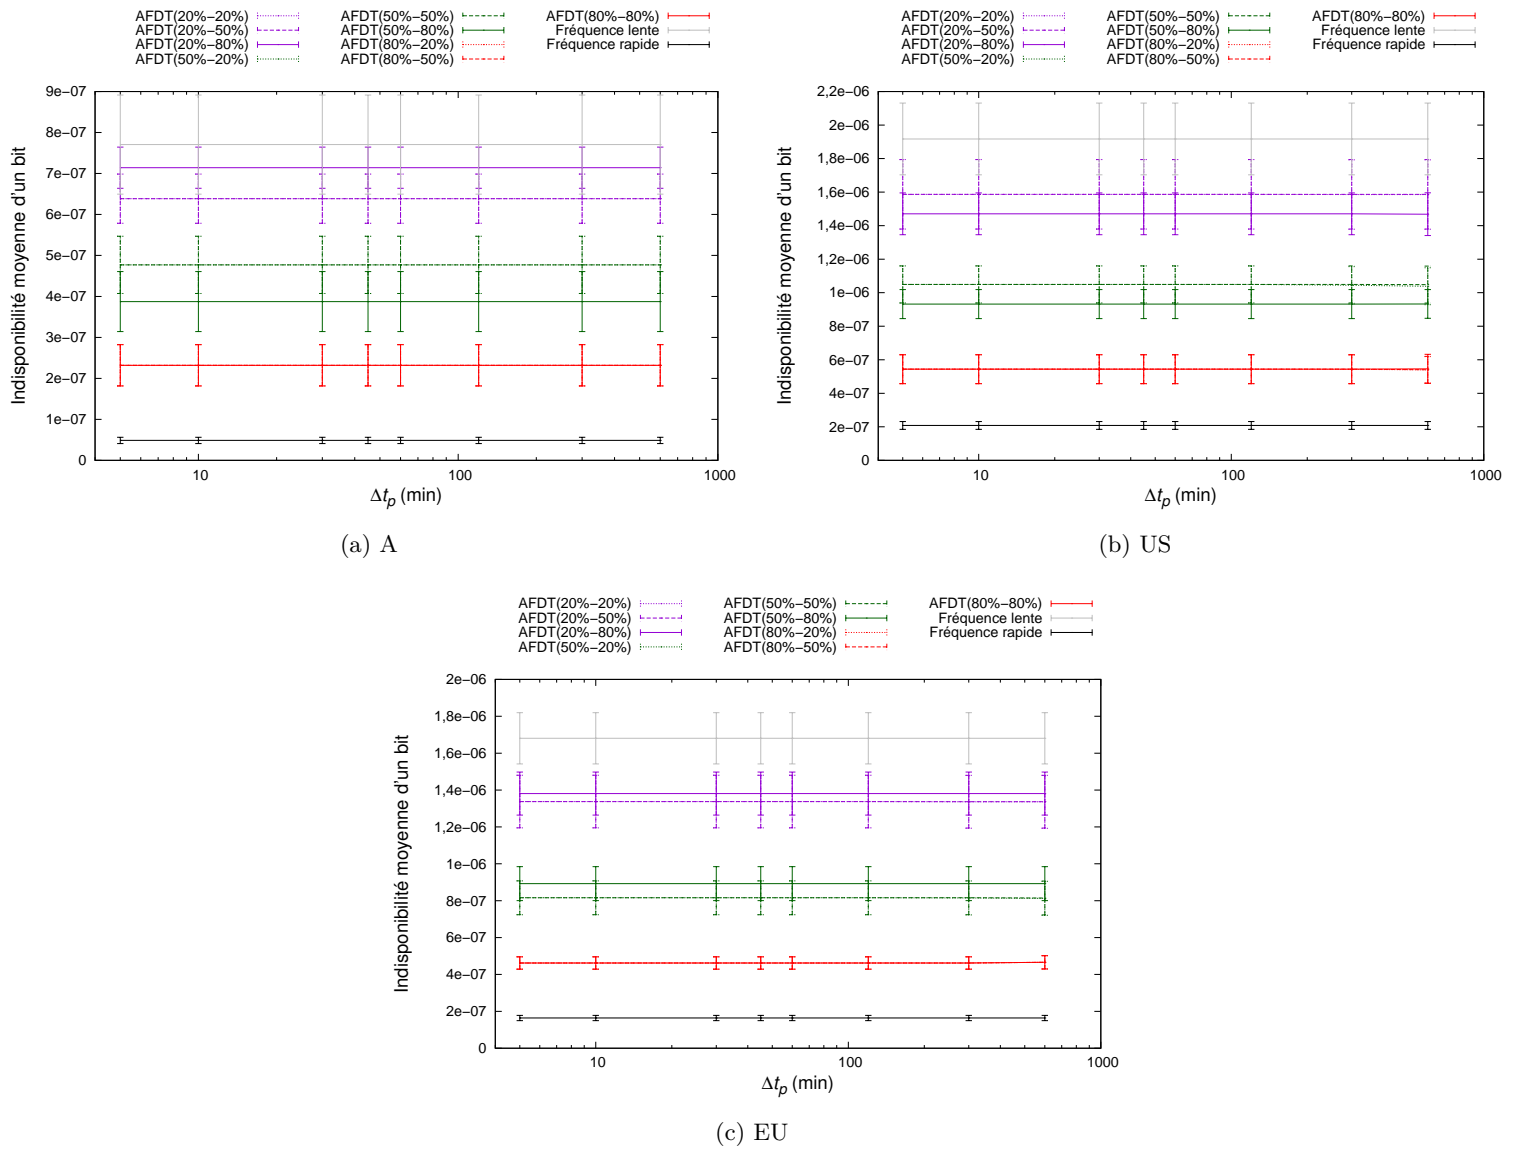 AFDT(20%−20%) AFDT(50%−50%) AFDT(80%−80%)
AFDT(20%−50%) AFDT(50%−80%) Fréquence lente
AFDT(20%−80%) AFDT(80%−20%) Fréquence rapide
AFDT(50%−20%) AFDT(80%−50%)
Indisponibilité moyenne d'un bit
9e−07
8e−07
7e−07
6e−07
5e−07
4e−07
3e−07
2e−07
1e−07
0
10 100 1000
Δtp (min)
(a) A
AFDT(20%−20%) AFDT(50%−50%) AFDT(80%−80%)
AFDT(20%−50%) AFDT(50%−80%) Fréquence lente
AFDT(20%−80%) AFDT(80%−20%) Fréquence rapide
AFDT(50%−20%) AFDT(80%−50%)
Indisponibilité moyenne d'un bit
2,2e−06
2e−06
1,8e−06
1,6e−06
1,4e−06
1,2e−06
1e−06
8e−07
6e−07
4e−07
2e−07
10 100 1000
Δtp (min)
(b) US
AFDT(20%−20%) AFDT(50%−50%) AFDT(80%−80%)
AFDT(20%−50%) AFDT(50%−80%) Fréquence lente
AFDT(20%−80%) AFDT(80%−20%) Fréquence rapide
AFDT(50%−20%) AFDT(80%−50%)
Indisponibilité moyenne d'un bit
2e−06
1,8e−06
1,6e−06
1,4e−06
1,2e−06
1e−06
8e−07
6e−07
4e−07
2e−07
0
10 100 1000
Δtp (min)
(c) EU